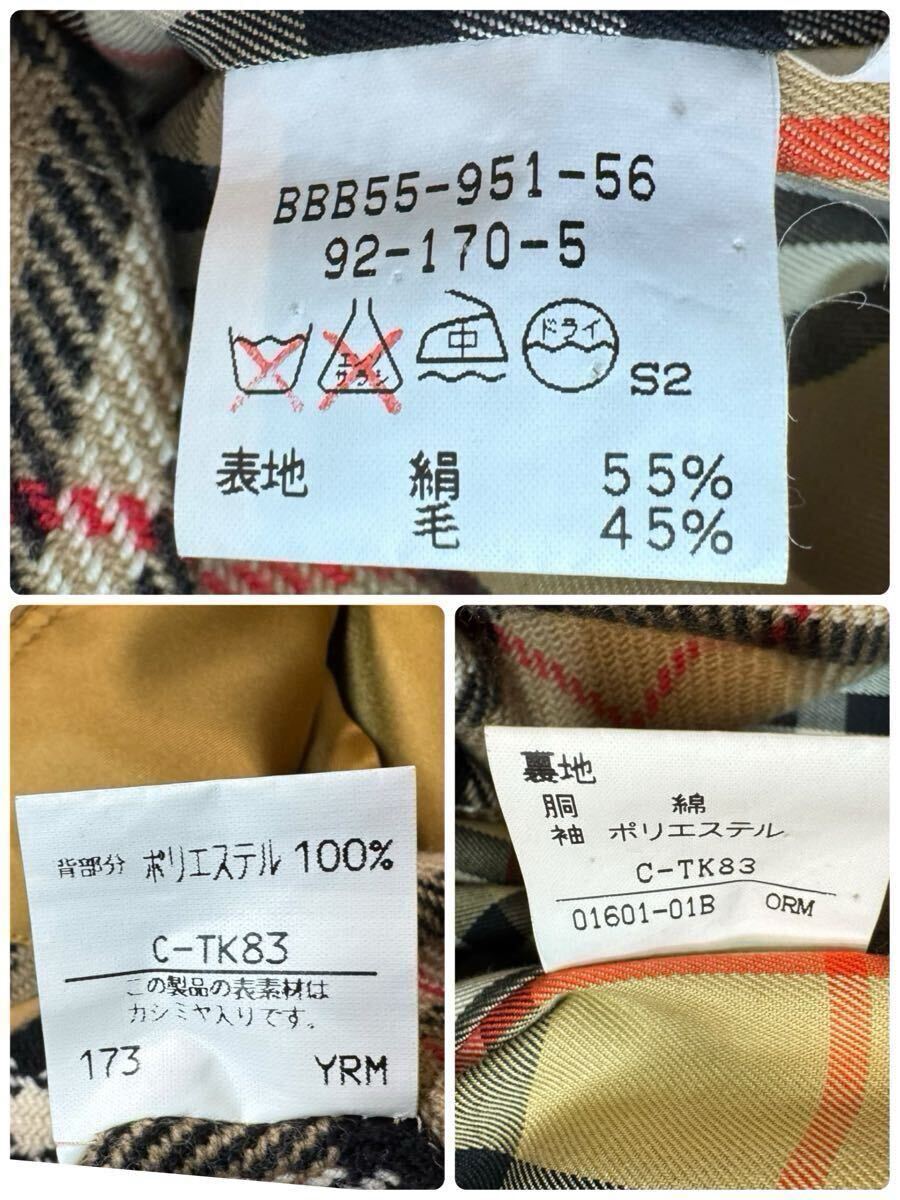 BBB55-951-56
92-170-5
エンソ
サラシ
中
ドライ
S2
表地 絹 55%
毛 45%
背部分 ポリエステル 100%
C-TK83
この製品の表素材は
カシミヤ入りです。
173 YRM
裏地
胴 綿
袖 ポリエステル
C-TK83
01601-01B ORM